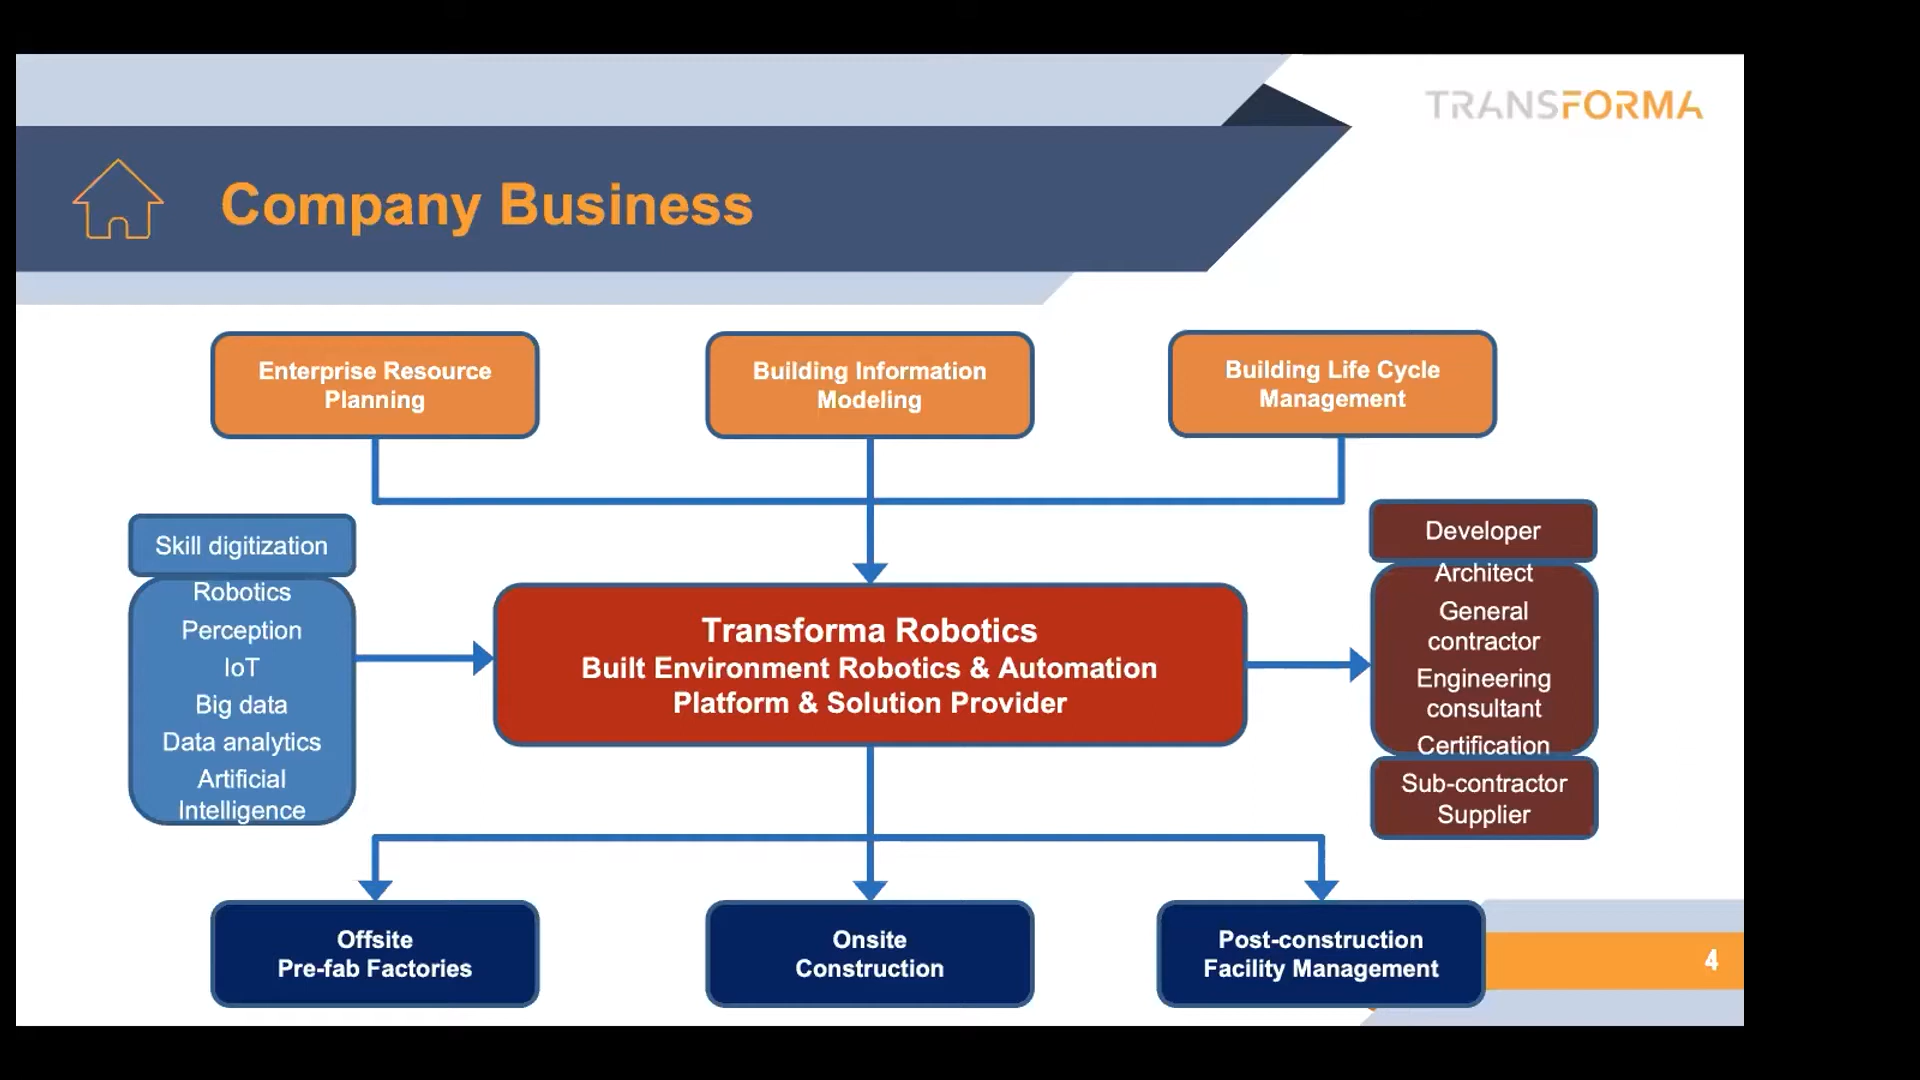 TRANSFORMA
Company Business
Enterprise Resource
Planning
Building Information
Modeling
Building Life Cycle
Management
Skill digitization
Robotics
Perception
IoT
Big data
Data analytics
Artificial
Intelligence
Transforma Robotics
Built Environment Robotics & Automation
Platform & Solution Provider
Developer
Architect
General
contractor
Engineering
consultant
Certification
Sub-contractor
Supplier
Offsite
Pre-fab Factories
Onsite
Construction
Post-construction
Facility Management
4